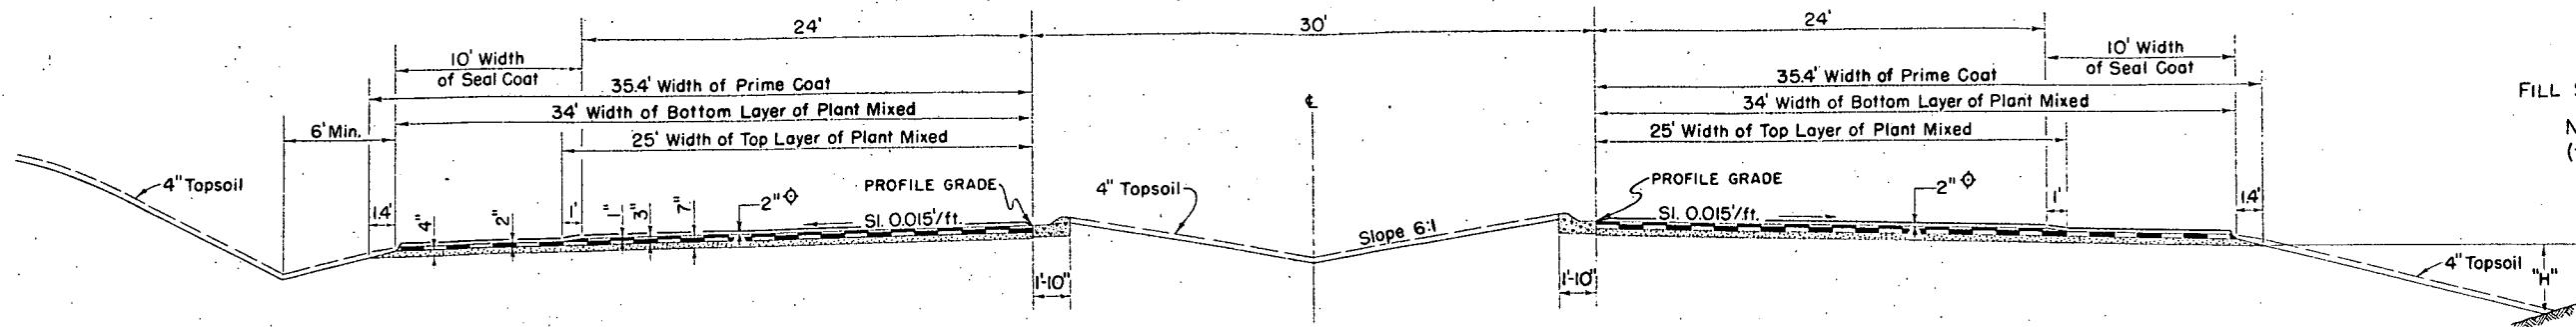 24'
30'
24'
10' Width
of Seal Coat
10' Width
of Seal Coat
35.4' Width of Prime Coat
35.4' Width of Prime Coat
34' Width of Bottom Layer of Plant Mixed
34' Width of Bottom Layer of Plant Mixed
6' Min.
25' Width of Top Layer of Plant Mixed
25' Width of Top Layer of Plant Mixed
℄
FILL
4" Topsoil
PROFILE GRADE
4" Topsoil
PROFILE GRADE
2"
2"
1.4'
4"
2"
1'
1"
3"
7"
Sl. 0.015'/ft.
Sl. 0.015'/ft.
1'
1.4'
Slope 6:1
1'-10"
1'-10"
4" Topsoil
"H"